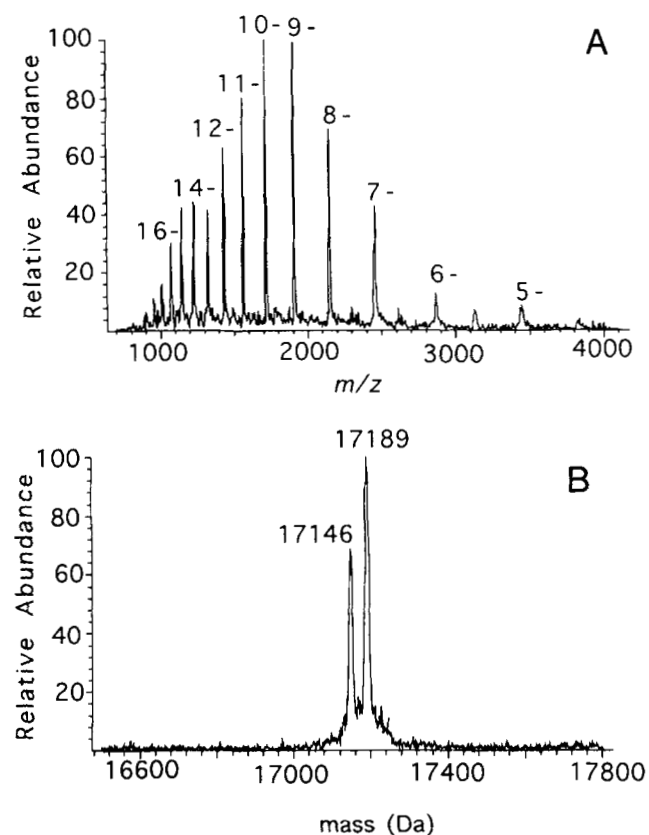 A
Relative Abundance
100
80
60
40
20
16-
14-
12-
11-
10-
9-
8-
7-
6-
5-
1000 2000 3000 4000
m/z
B
Relative Abundance
100
80
60
40
20
17146
17189
16600 17000 17400 17800
mass (Da)